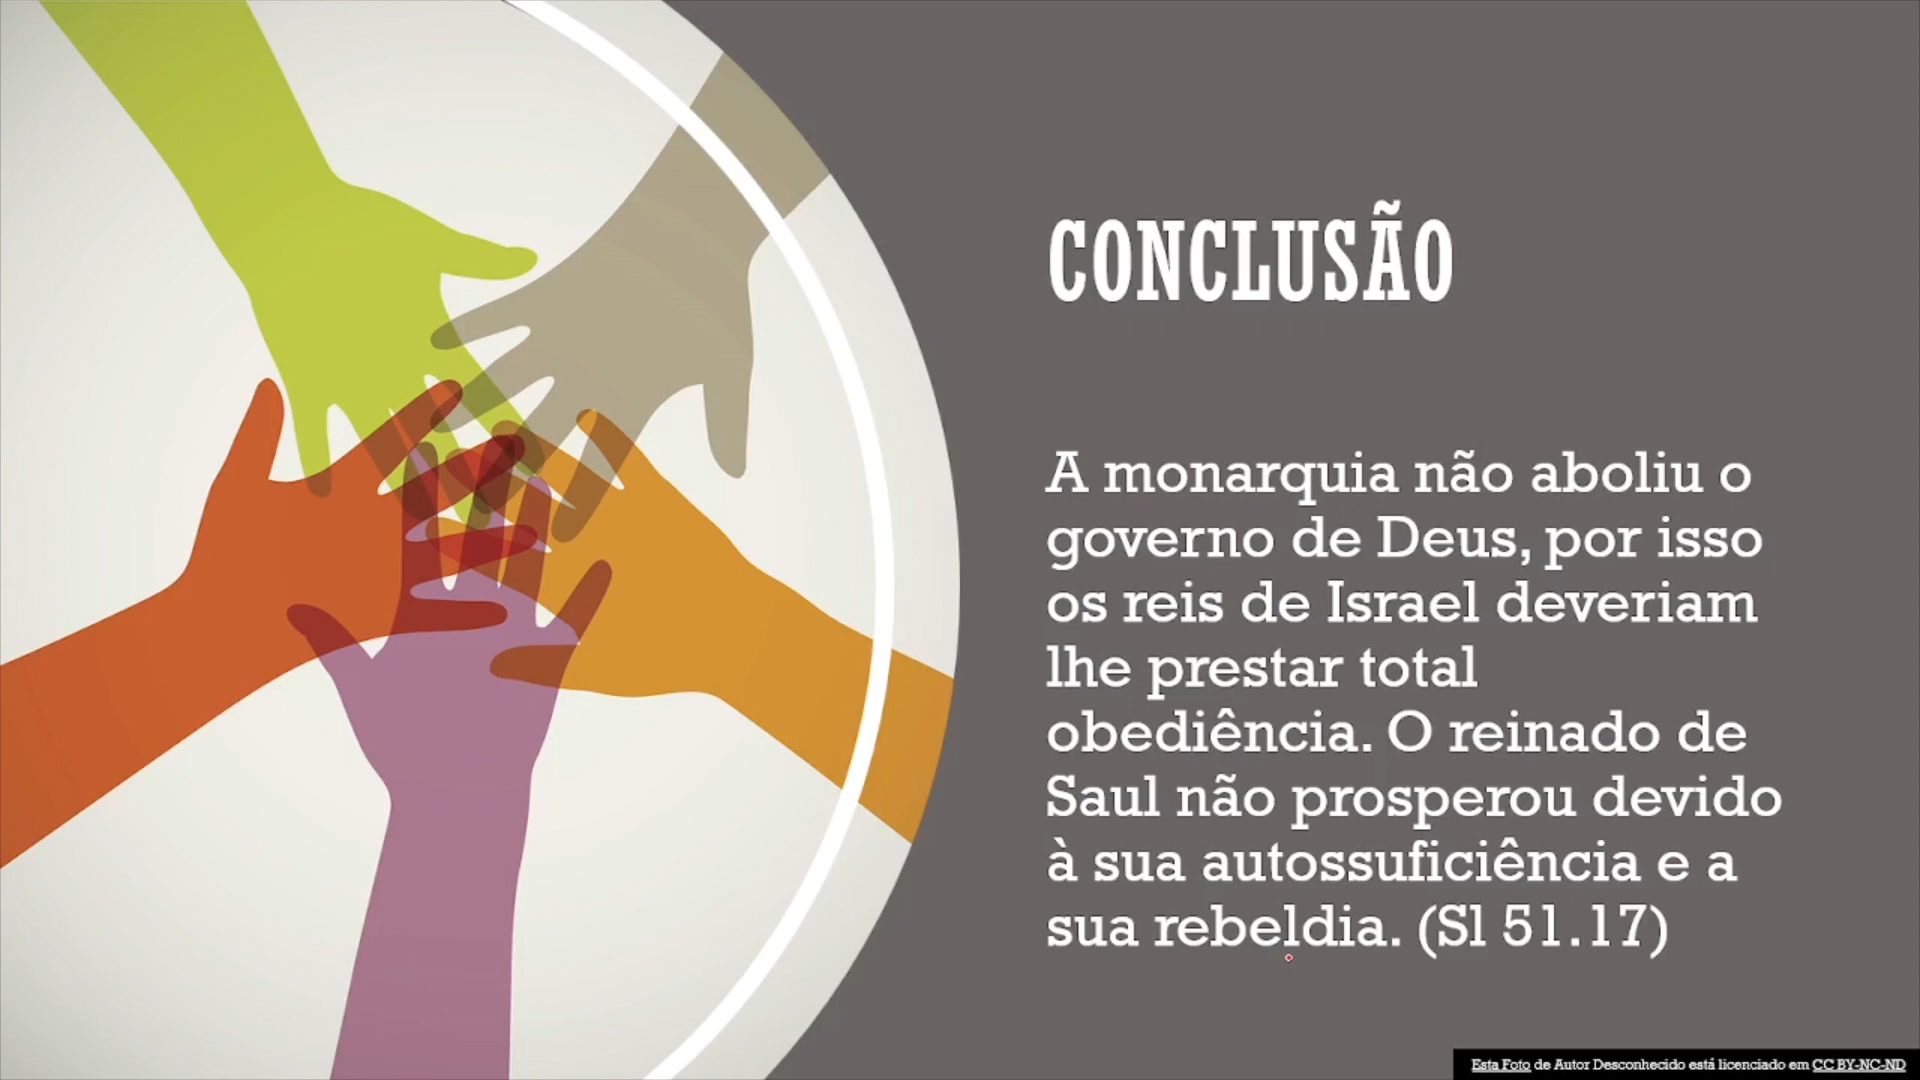 CONCLUSÃO
A monarquia não aboliu o
governo de Deus, por isso
os reis de Israel deveriam
lhe prestar total
obediência. O reinado de
Saul não prosperou devido
à sua autossuficiência e a
sua rebeldia. (Sl 51.17)
Esta Foto de Autor Desconhecido está licenciado em CC BY-NC-ND